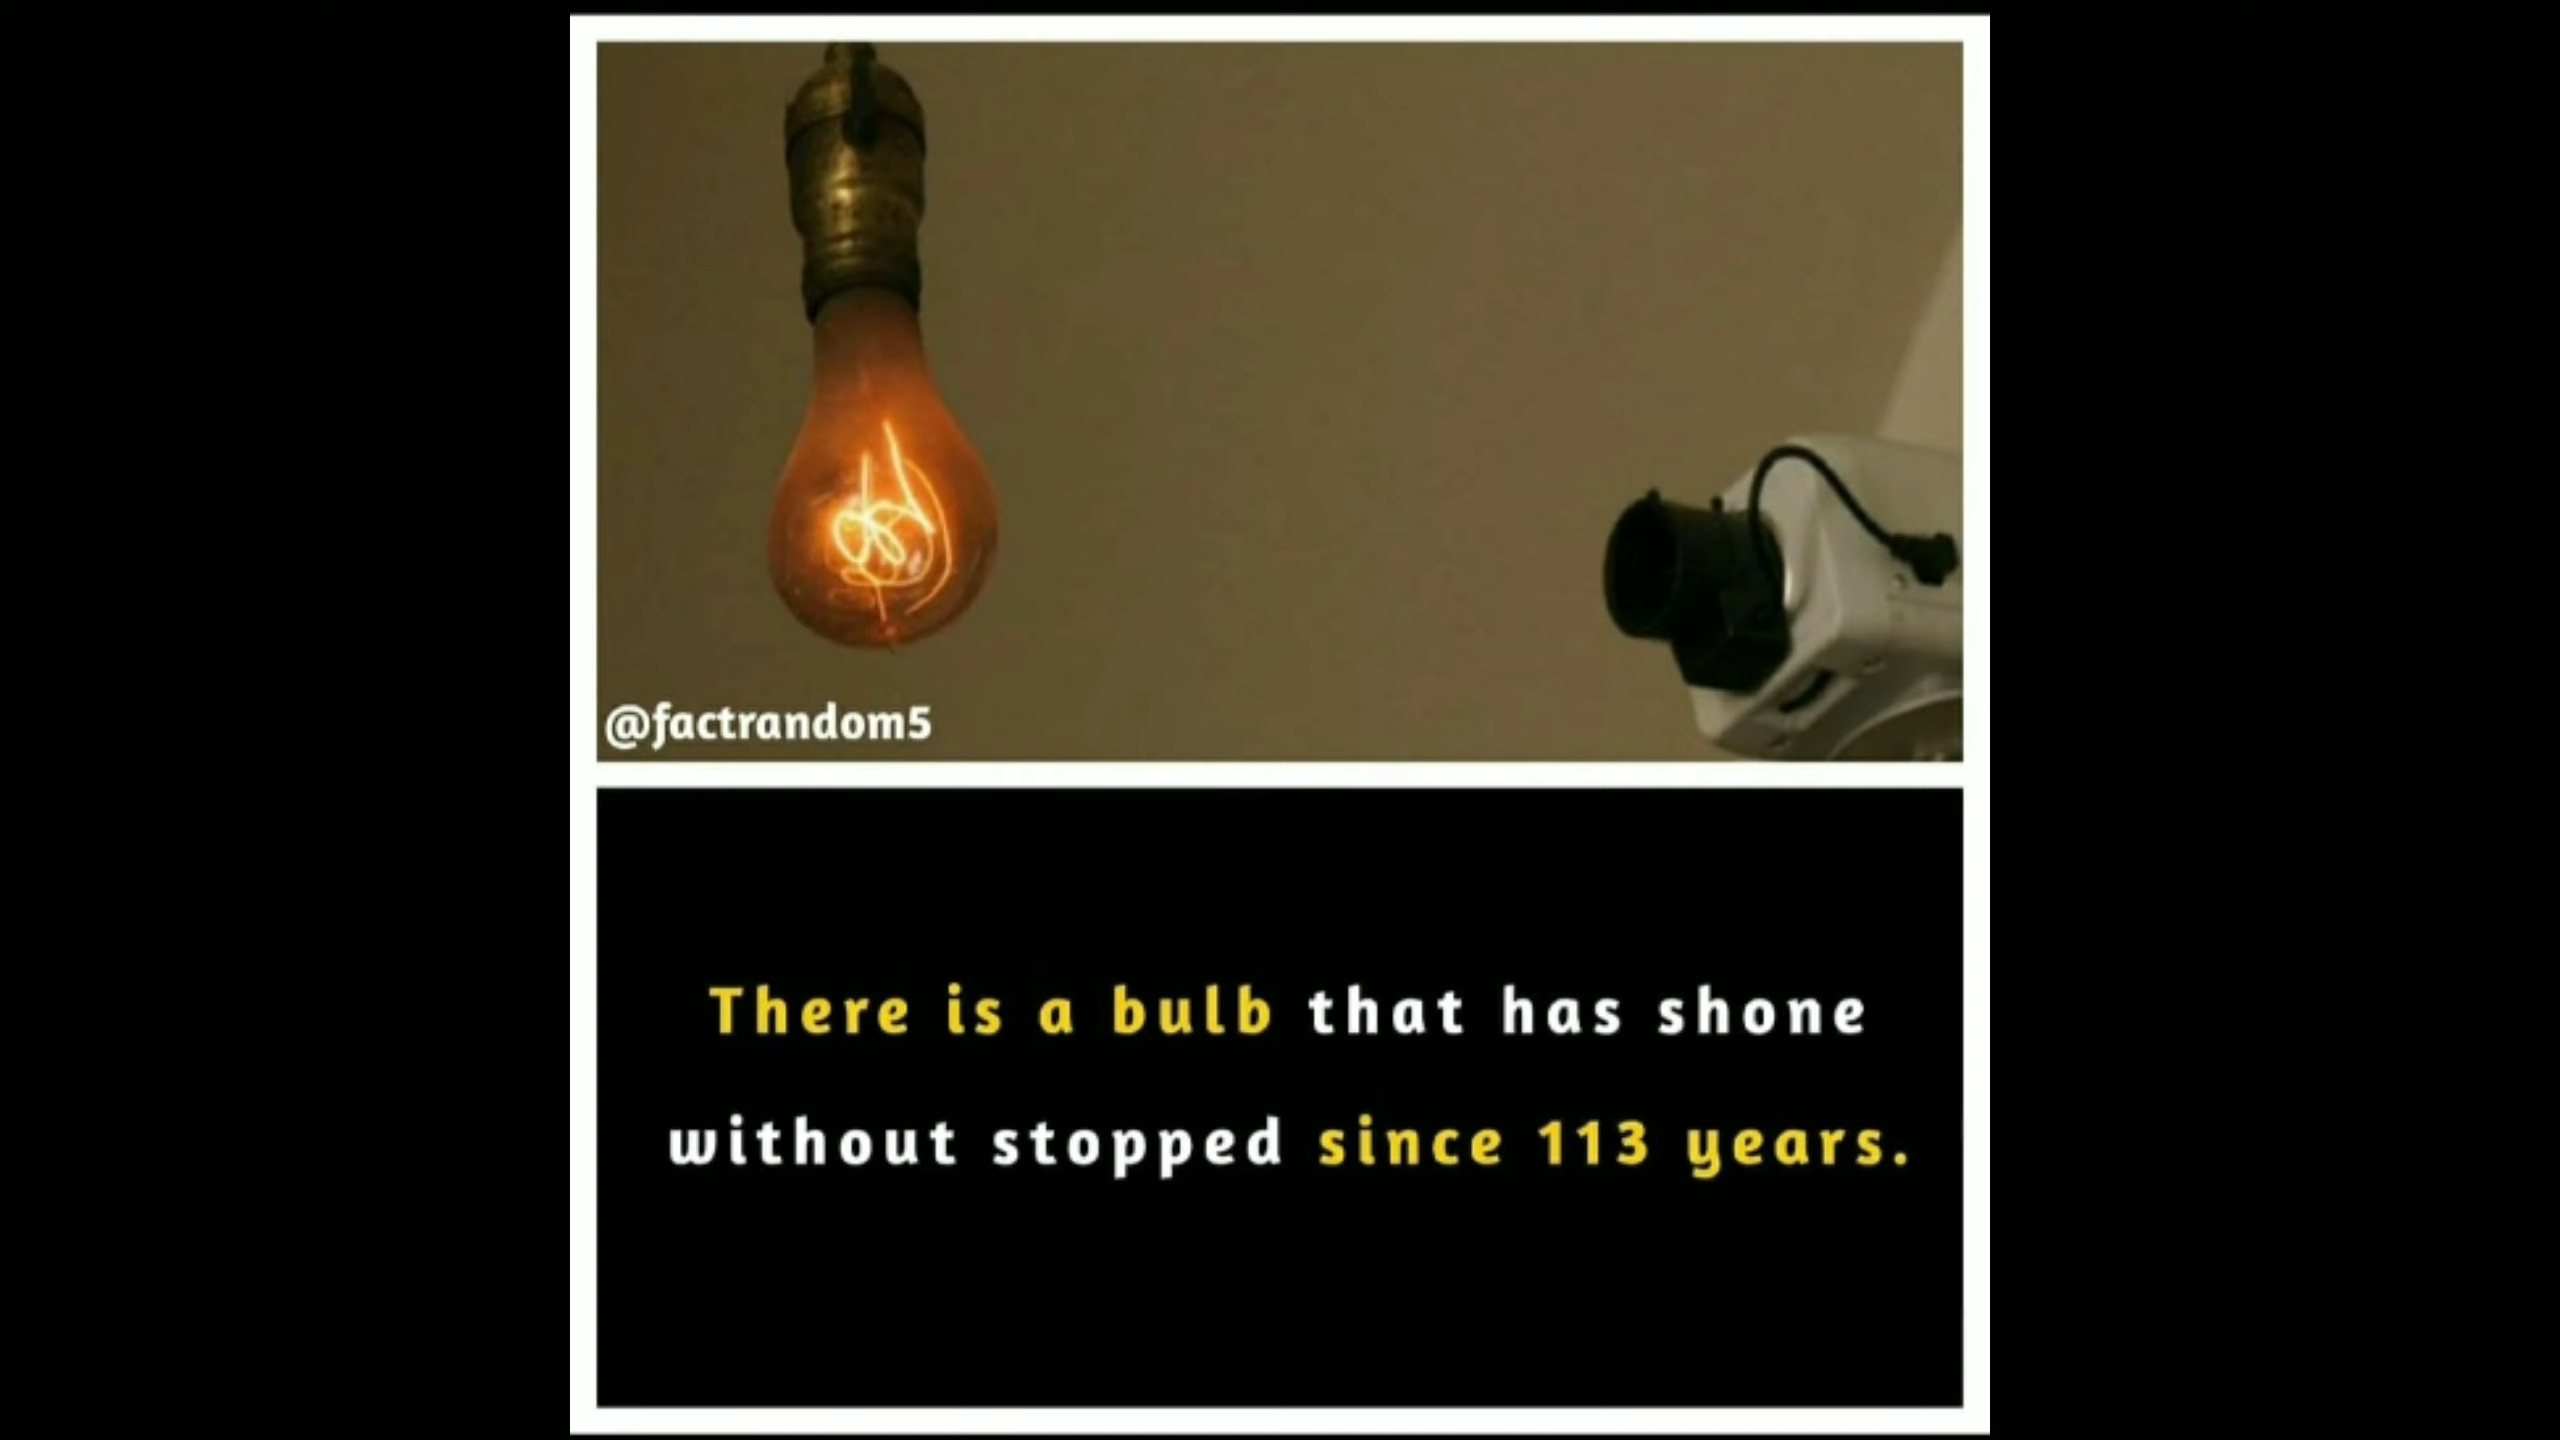 @factrandom5
There is a bulb that has shone
without stopped since 113 years.